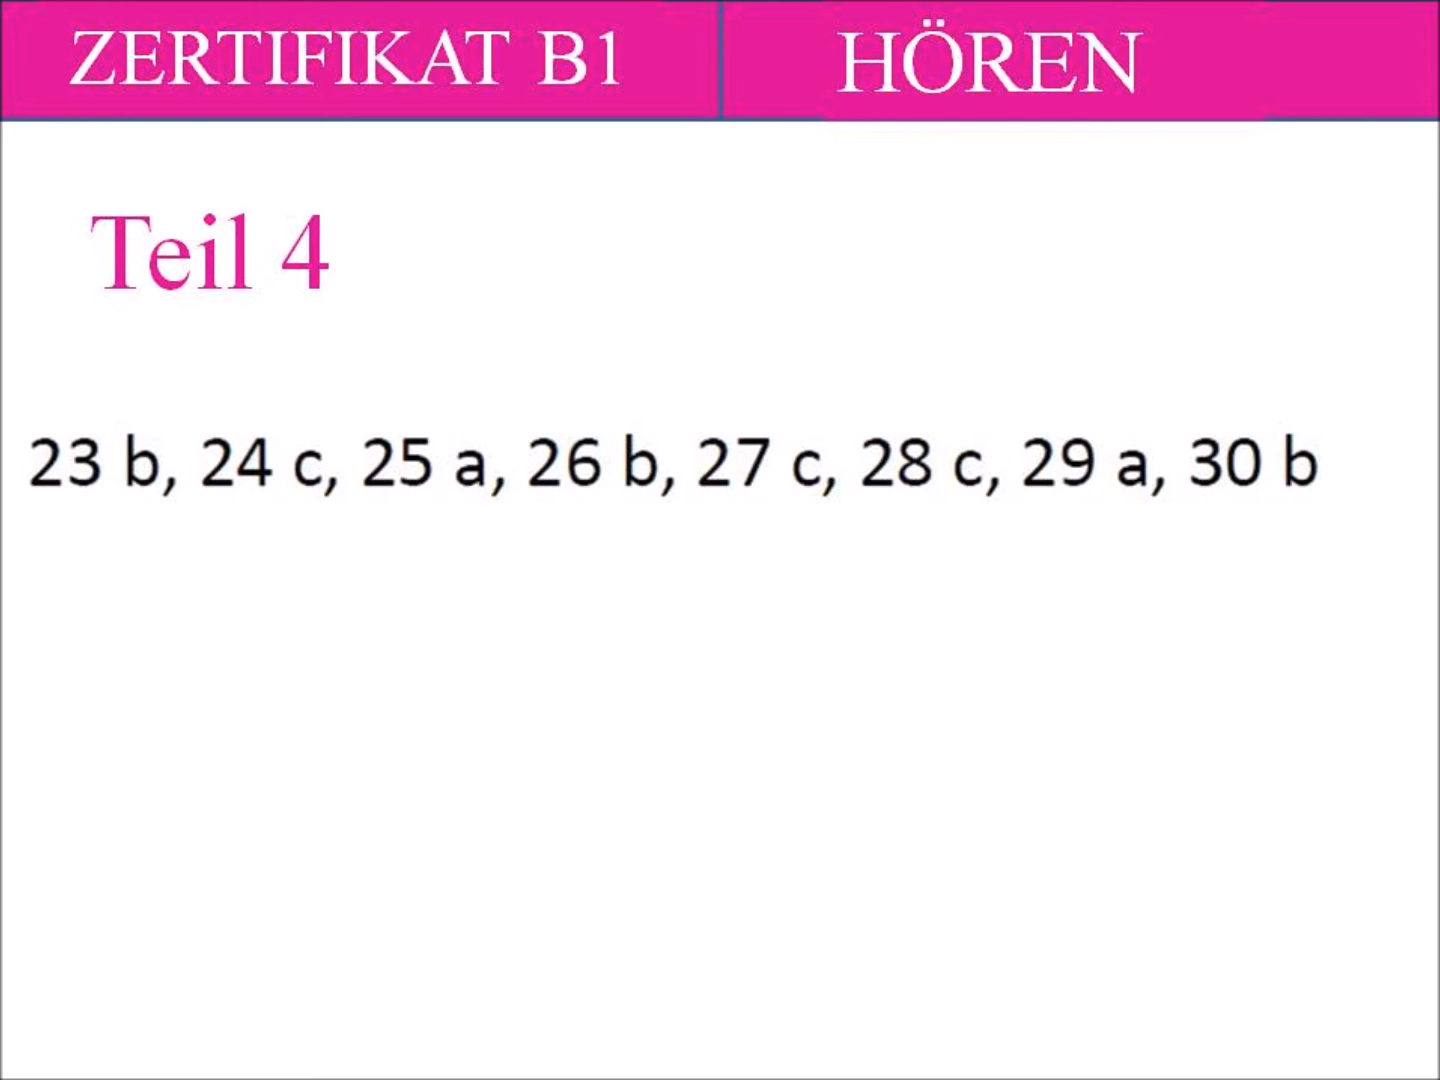 ZERTIFIKAT B1
HÖREN
Teil 4
23 b, 24 c, 25 a, 26 b, 27 c, 28 c, 29 a, 30 b